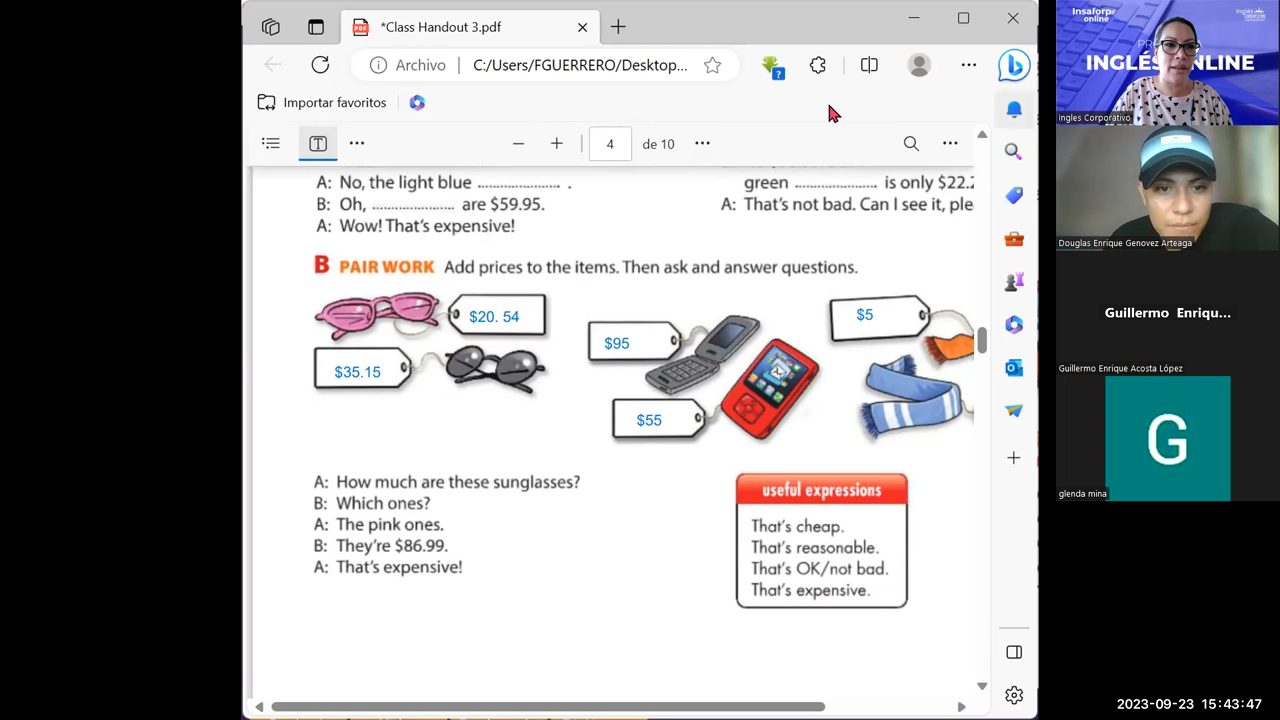 *Class Handout 3.pdf
Archivo
C:/Users/FGUERRERO/Desktop...
?
Importar favoritos
4
de 10
A: No, the light blue .................... .
B: Oh, .................... are $59.95.
A: Wow! That's expensive!
green .................... is only $22.2
A: That's not bad. Can I see it, ple
B PAIR WORK Add prices to the items. Then ask and answer questions.
$20. 54
$35.15
$95
$55
$5
A: How much are these sunglasses?
B: Which ones?
A: The pink ones.
B: They're $86.99.
A: That's expensive!
useful expressions
That's cheap.
That's reasonable.
That's OK/not bad.
That's expensive.
Insaforp
online
Inglés
INGLÉS ONLINE
Ingles Corporativo
Douglas Enrique Genovez Arteaga
Guillermo Enriqu...
Guillermo Enrique Acosta López
G
glenda mina
2023-09-23 15:43:47